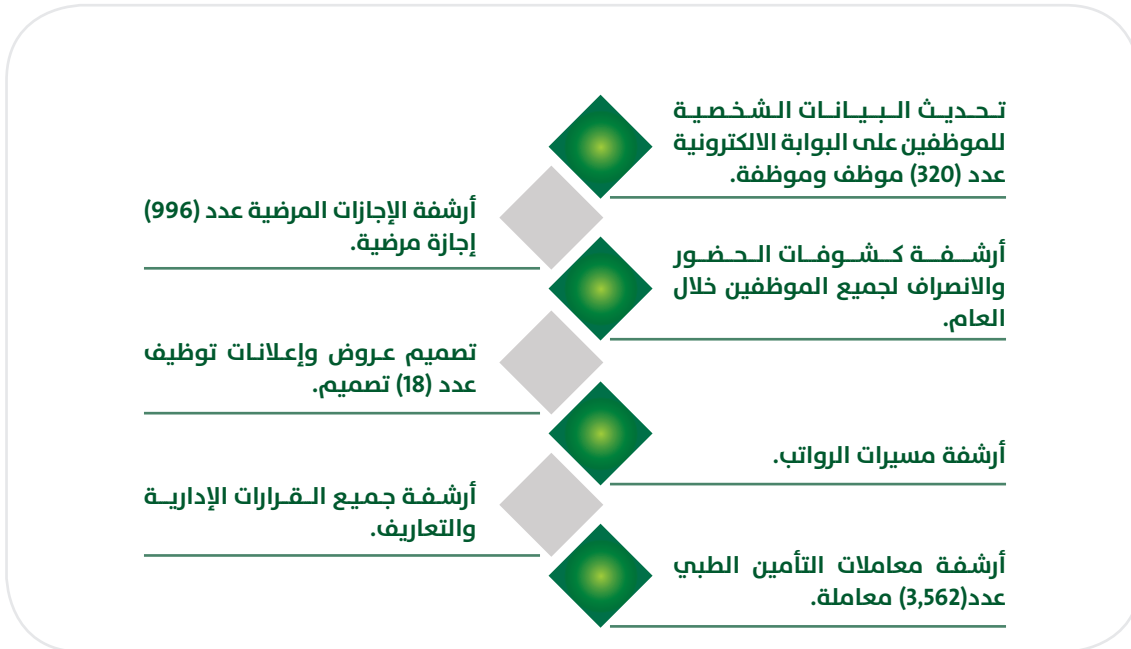 تحديث البيانات الشخصية
للموظفين على البوابة الالكترونية
عدد (320) موظف وموظفة.
أرشفة الإجازات المرضية عدد (996)
إجازة مرضية.
أرشفة كشوفات الحضور
والانصراف لجميع الموظفين خلال
العام.
تصميم عروض وإعلانات توظيف
عدد (18) تصميم.
أرشفة مسيرات الرواتب.
أرشفة جميع القرارات الإدارية
والتعاريف.
أرشفة معاملات التأمين الطبي
عدد(3,562) معاملة.